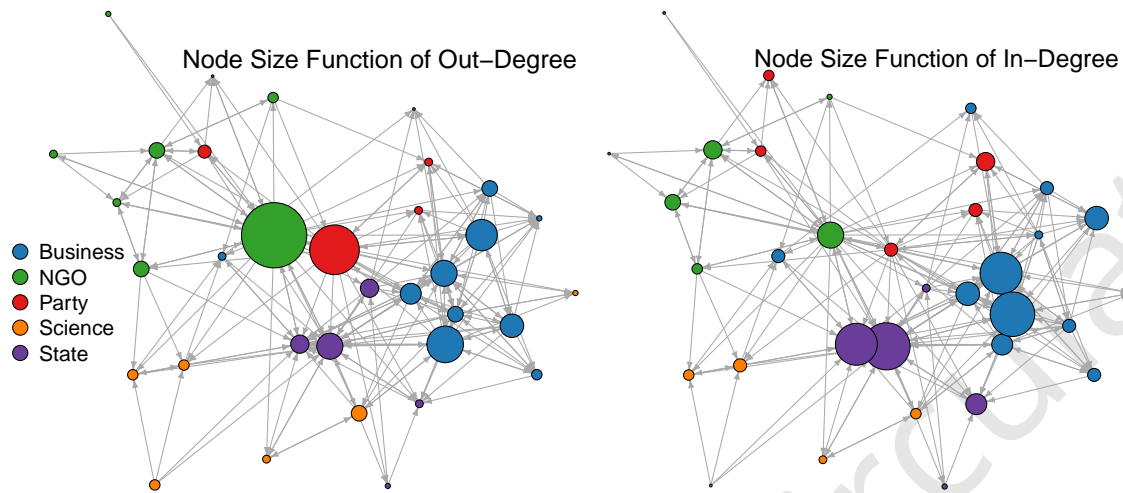 Node Size Function of Out−Degree
Node Size Function of In−Degree
Business
NGO
Party
Science
State